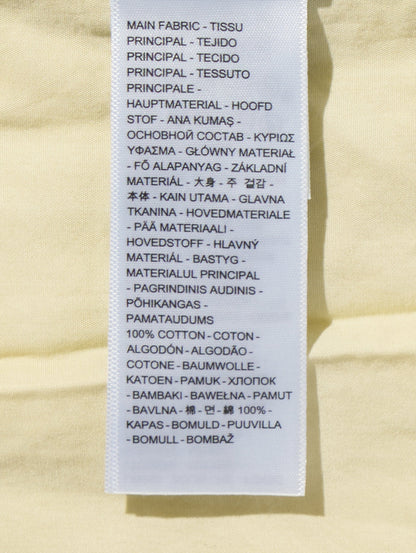 MAIN FABRIC - TISSU
PRINCIPAL - TEJIDO
PRINCIPAL - TECIDO
PRINCIPAL - TESSUTO
PRINCIPALE -
HAUPTMATERIAL - HOOFD
STOF - ANA KUMAŞ -
ОСНОВНОЙ СОСТАВ - ΚΥΡΙΩΣ
ΥΦΑΣΜΑ - GŁÓWNY MATERIAŁ
- FŐ ALAPANYAG - ZÁKLADNÍ
MATERIÁL - 大身 - 주 겉감 -
本体 - KAIN UTAMA - GLAVNA
TKANINA - HOVEDMATERIALE
- PÄÄ MATERIAALI -
HOVEDSTOFF - HLAVNÝ
MATERIÁL - BASTYG -
MATERIALUL PRINCIPAL
- PAGRINDINIS AUDINIS -
PÕHIKANGAS -
PAMATAUDUMS
100% COTTON - COTON -
ALGODÓN - ALGODÃO -
COTONE - BAUMWOLLE -
KATOEN - PAMUK - ХЛОПОК
- BAMBAKI - BAWEŁNA - PAMUT
- BAVLNA - 棉 - 면 - 綿 100% -
KAPAS - BOMULD - PUUVILLA
- BOMULL - BOMBAŽ